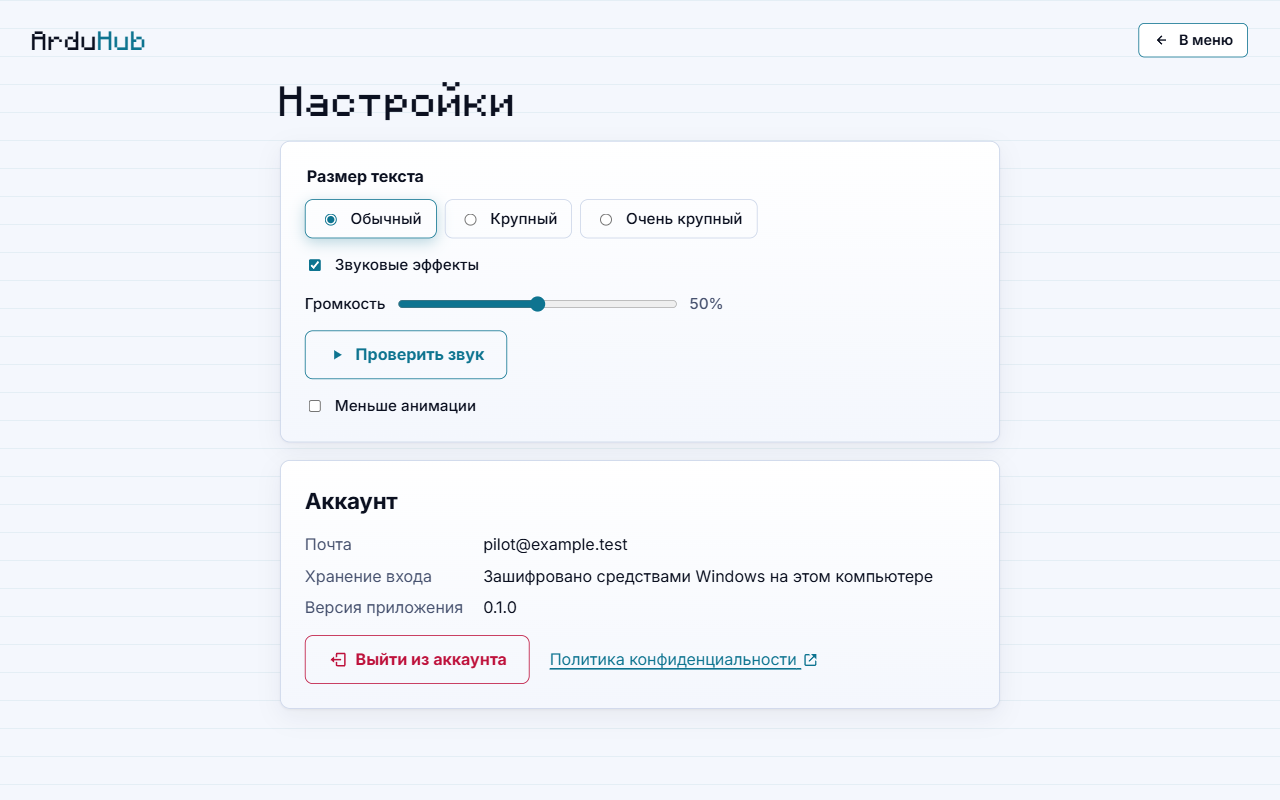 ArduHub
В меню
Настройки
Размер текста
Обычный Крупный Очень крупный
Звуковые эффекты
Громкость 50%
Проверить звук
Меньше анимации
Аккаунт
Почта pilot@example.test
Хранение входа Зашифровано средствами Windows на этом компьютере
Версия приложения 0.1.0
Выйти из аккаунта Политика конфиденциальности